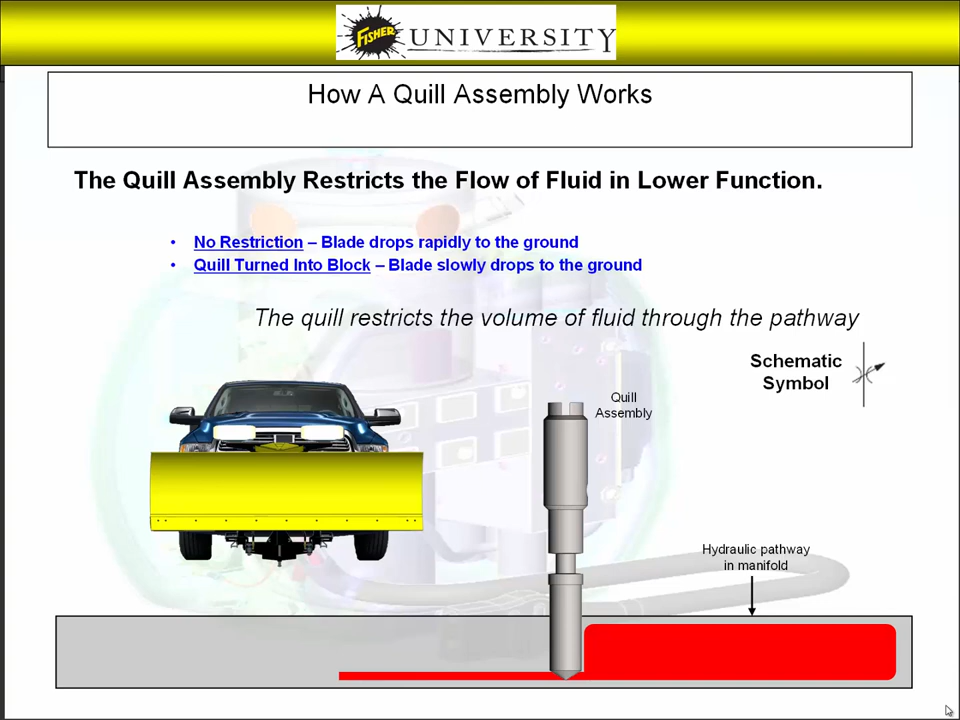 FISHER UNIVERSITY
How A Quill Assembly Works
The Quill Assembly Restricts the Flow of Fluid in Lower Function.
• No Restriction – Blade drops rapidly to the ground
• Quill Turned Into Block – Blade slowly drops to the ground
The quill restricts the volume of fluid through the pathway
Schematic
Symbol
Quill
Assembly
Hydraulic pathway
in manifold